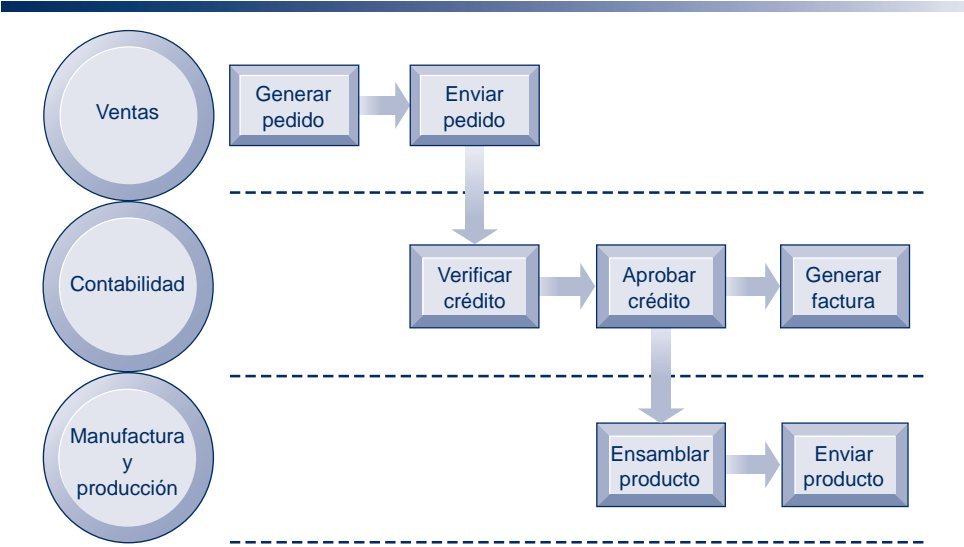 Ventas
Generar
pedido
Enviar
pedido
Contabilidad
Verificar
crédito
Aprobar
crédito
Generar
factura
Manufactura
y
producción
Ensamblar
producto
Enviar
producto